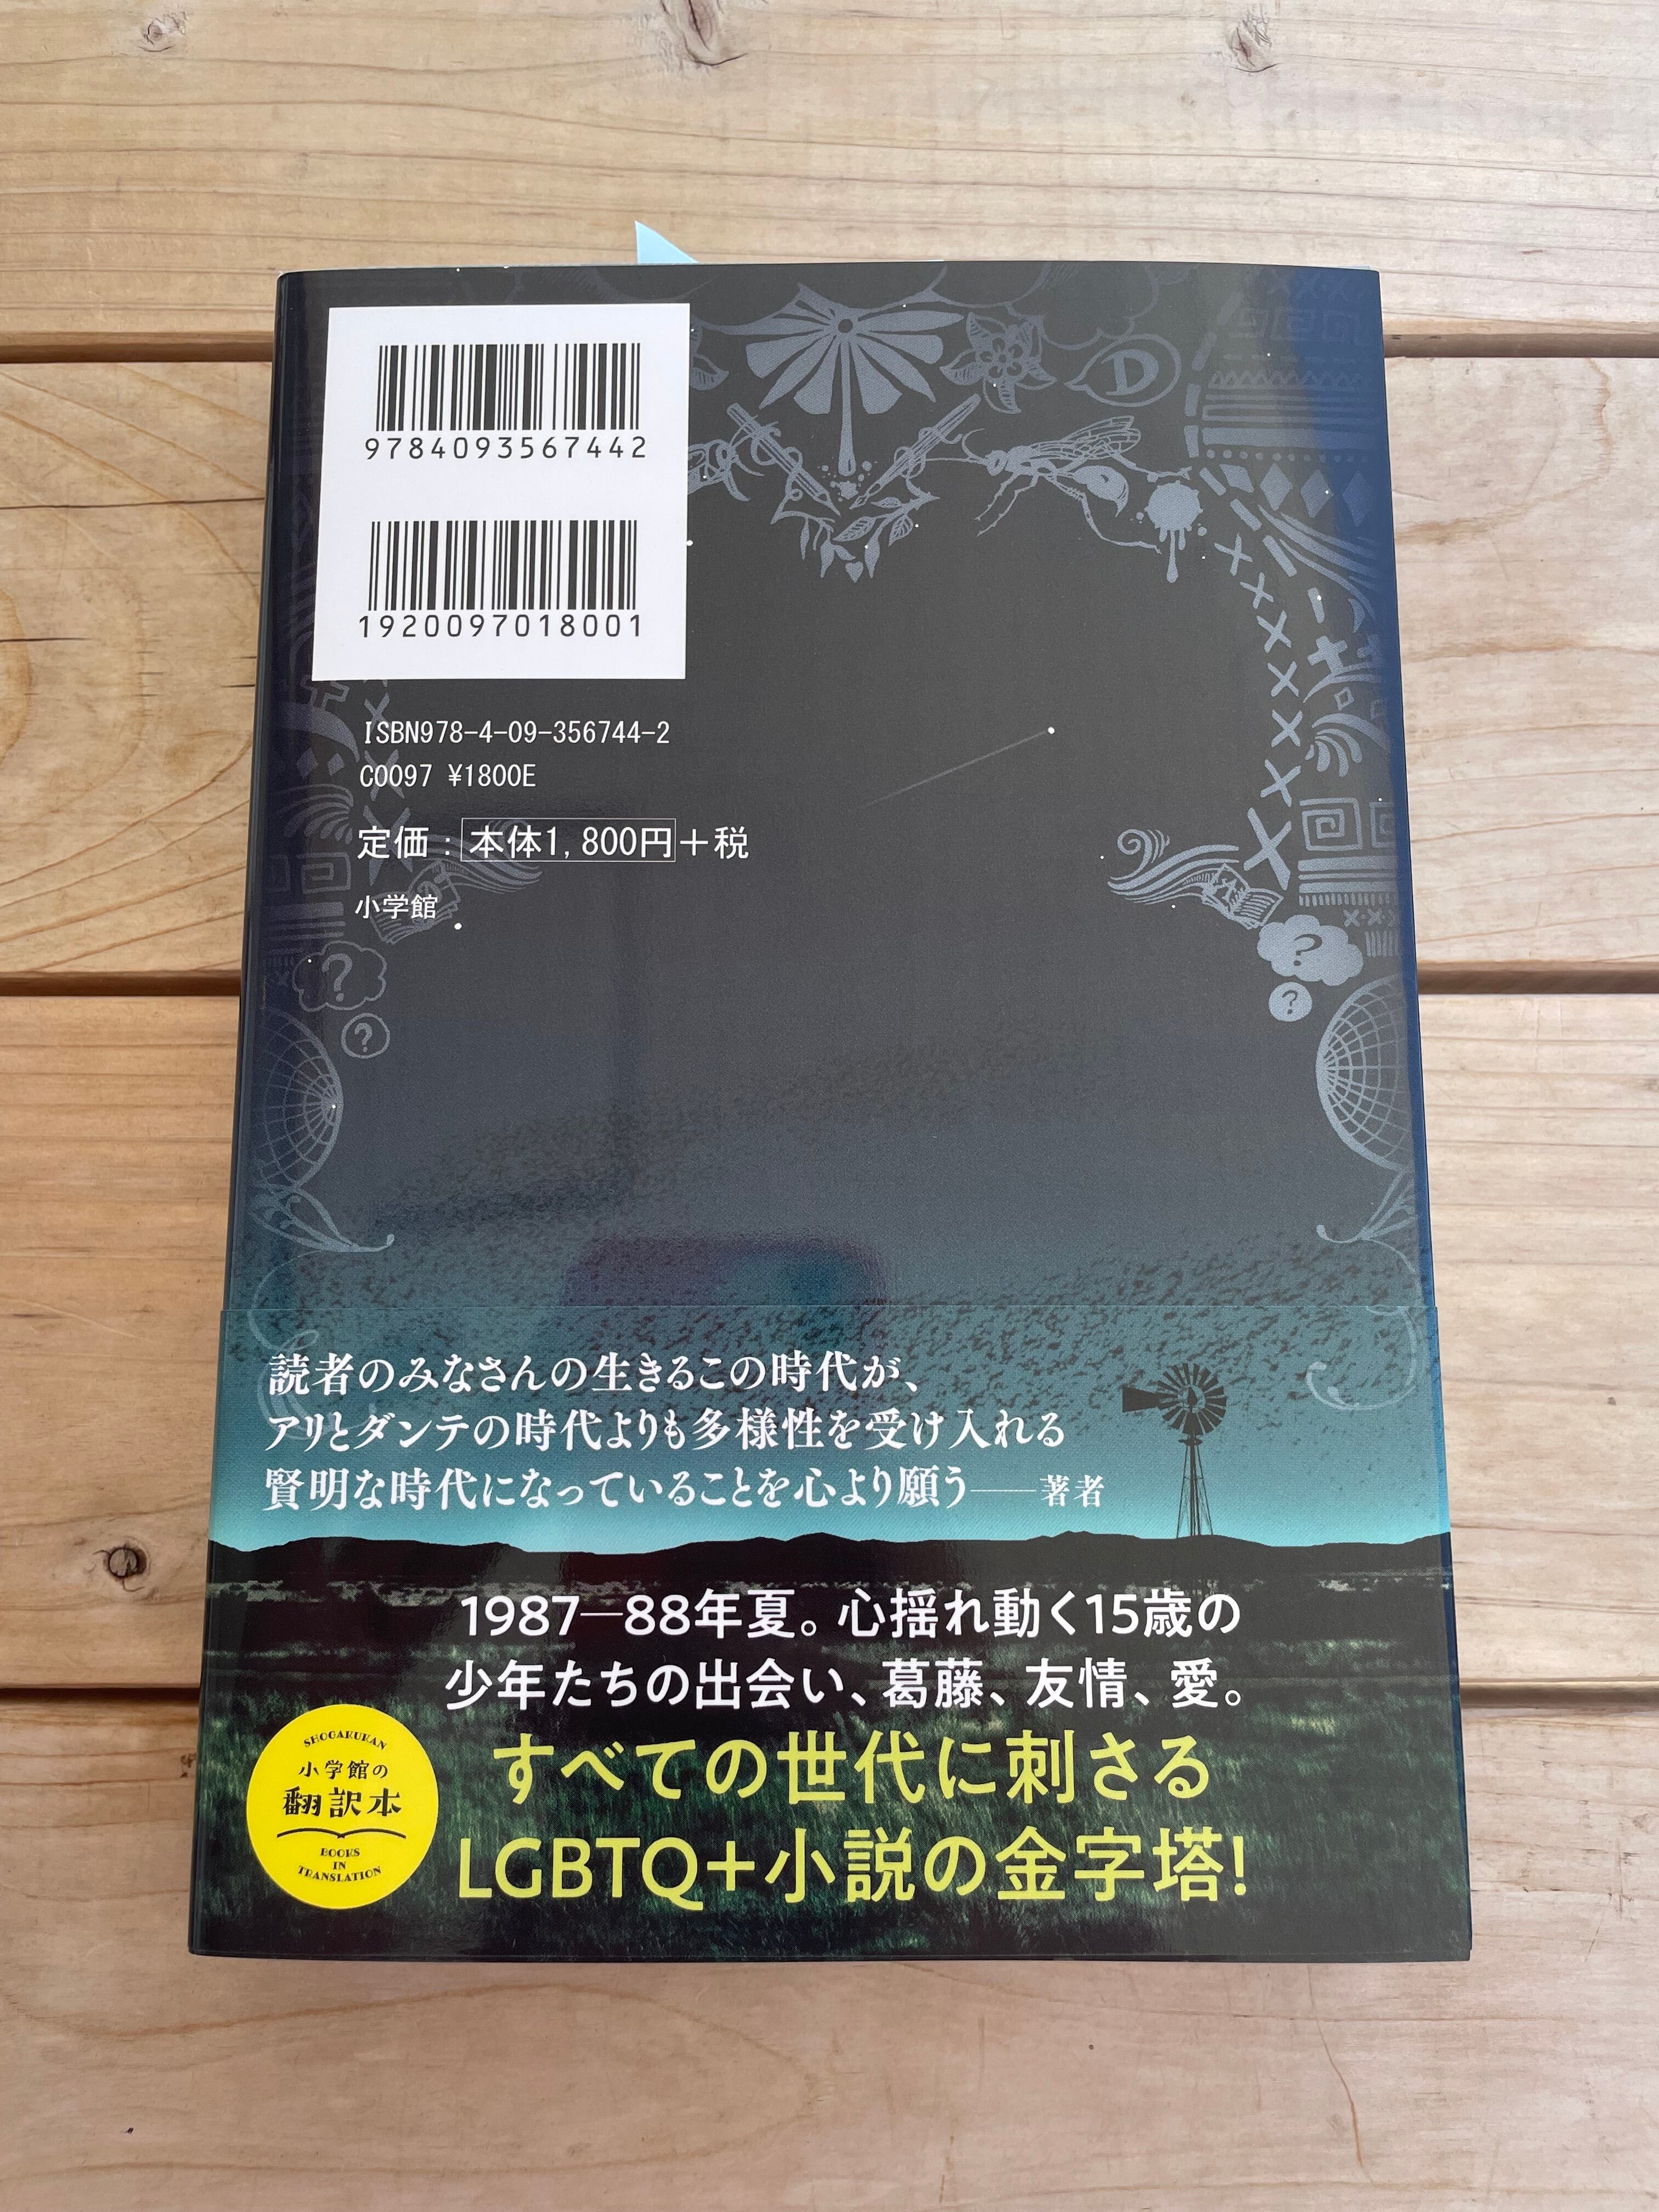 9784093567442
1920097018001
ISBN978-4-09-356744-2
C0097 ¥1800E
定価：本体1,800円＋税
小学館
D
?
?
?
?
読者のみなさんの生きるこの時代が、
アリとダンテの時代よりも多様性を受け入れる
賢明な時代になっていることを心より願う——著者
1987—88年夏。心揺れ動く15歳の
少年たちの出会い、葛藤、友情、愛。
すべての世代に刺さる
LGBTQ+小説の金字塔!
SHOGAKUKAN
小学館の
翻訳本
BOOKS
IN
TRANSLATION